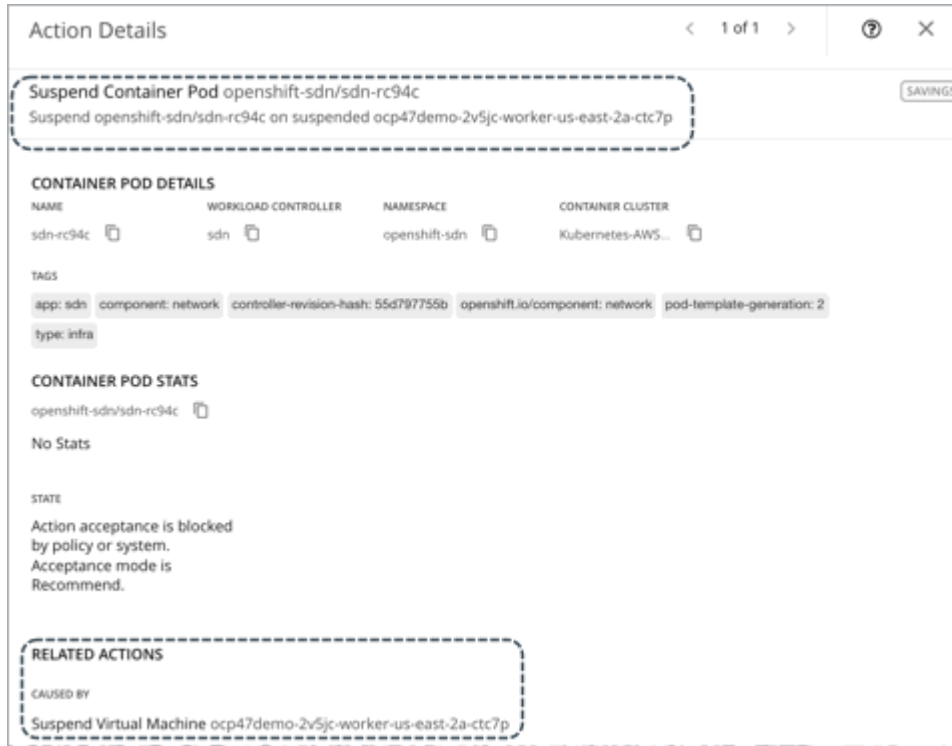 Action Details
< 1 of 1 >
Suspend Container Pod openshift-sdn/sdn-rc94c
SAVINGS
Suspend openshift-sdn/sdn-rc94c on suspended ocp47demo-2v5jc-worker-us-east-2a-ctc7p
CONTAINER POD DETAILS
NAME WORKLOAD CONTROLLER NAMESPACE CONTAINER CLUSTER
sdn-rc94c sdn openshift-sdn Kubernetes-AWS...
TAGS
app: sdn component: network controller-revision-hash: 55d797755b openshift.io/component: network pod-template-generation: 2
type: infra
CONTAINER POD STATS
openshift-sdn/sdn-rc94c
No Stats
STATE
Action acceptance is blocked
by policy or system.
Acceptance mode is
Recommend.
RELATED ACTIONS
CAUSED BY
Suspend Virtual Machine ocp47demo-2v5jc-worker-us-east-2a-ctc7p